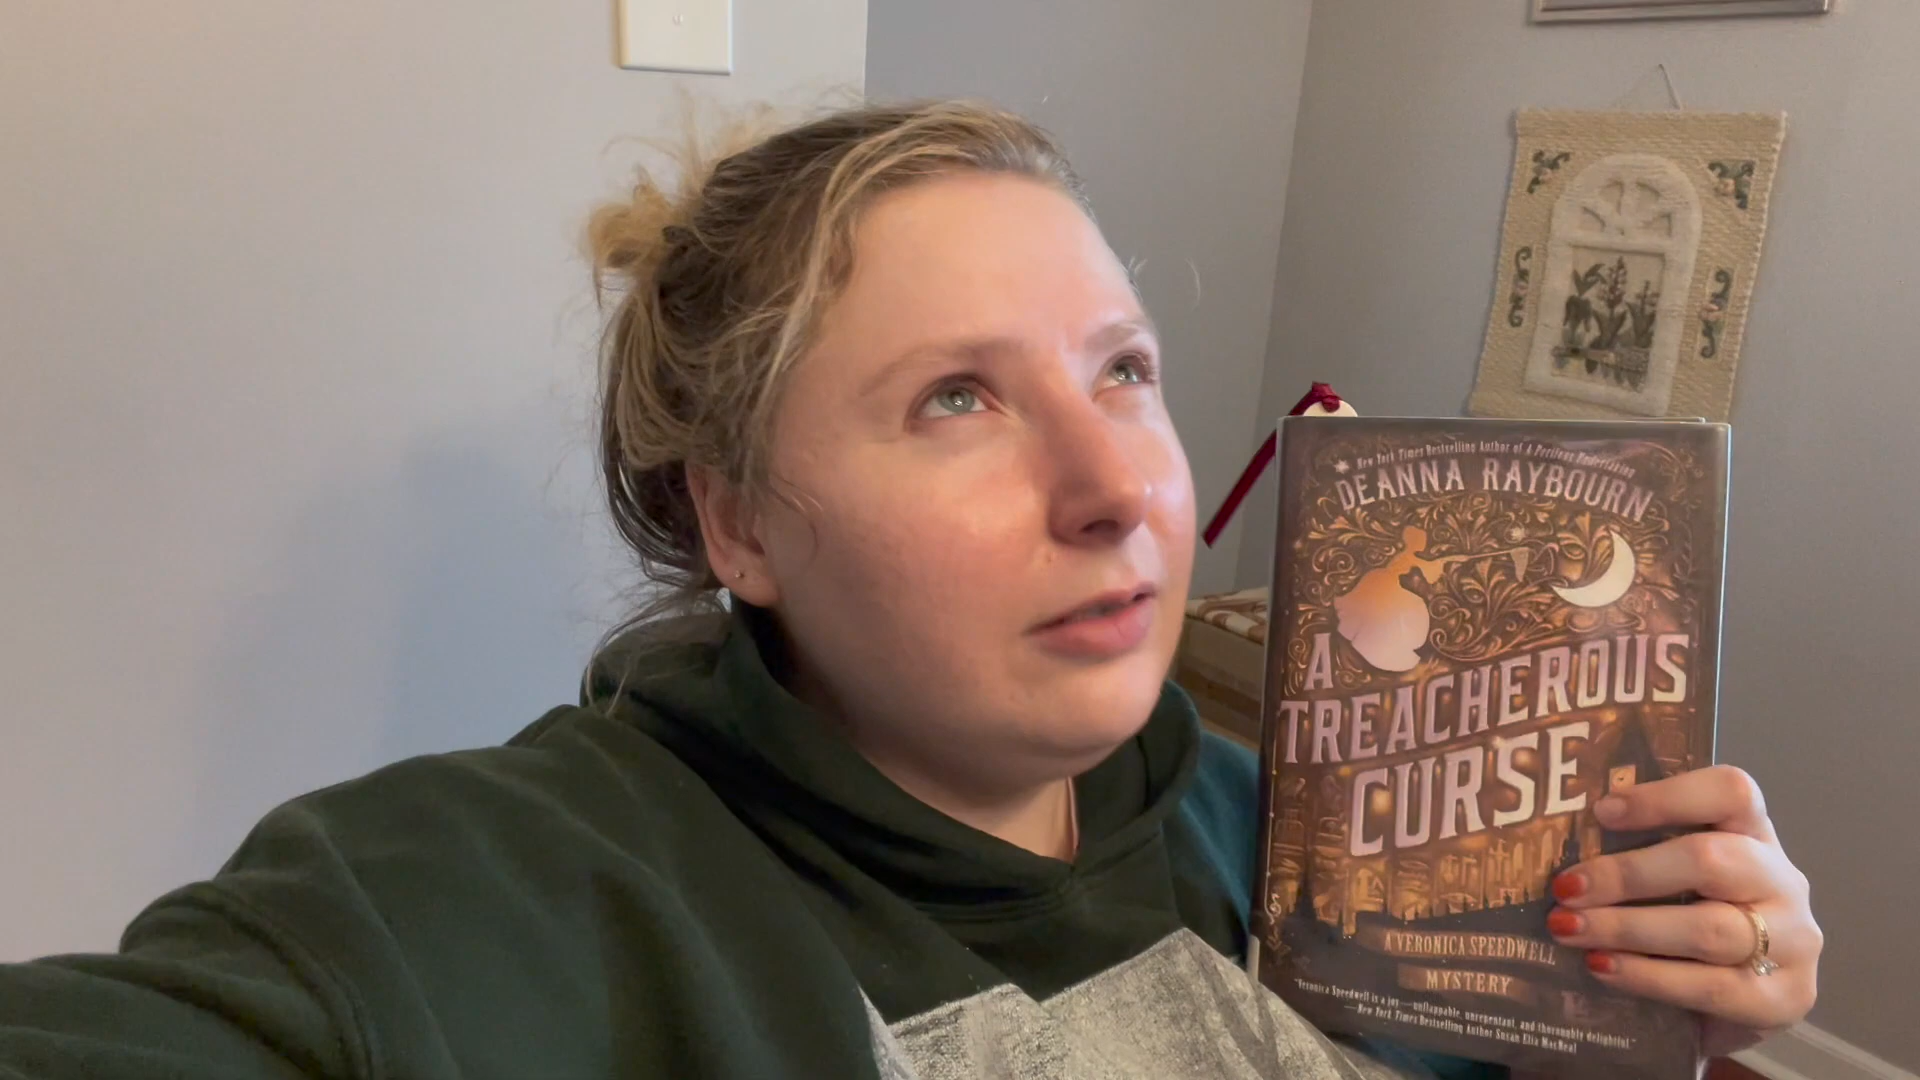 New York Times Bestselling Author of A Perilous Undertaking
DEANNA RAYBOURN
A
TREACHEROUS
CURSE
A VERONICA SPEEDWELL
MYSTERY
"Veronica Speedwell is a joy—unflappable, unrepentant, and thoroughly delightful."
—New York Times Bestselling Author Susan Elia MacNeal